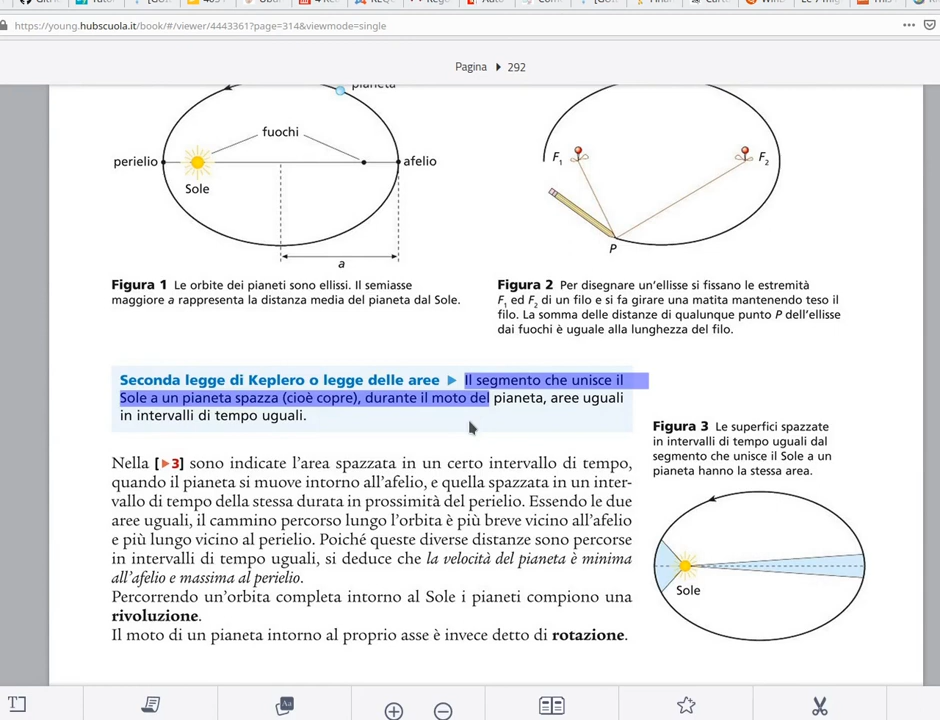 https://young.hubscuola.it/book/#/viewer/4443361?page=314&viewmode=single
Pagina ▶ 292
pianeta
fuochi
perielio
afelio
Sole
a
F1
F2
P
Figura 1 Le orbite dei pianeti sono ellissi. Il semiasse
maggiore a rappresenta la distanza media del pianeta dal Sole.
Figura 2 Per disegnare un’ellisse si fissano le estremità
F1 ed F2 di un filo e si fa girare una matita mantenendo teso il
filo. La somma delle distanze di qualunque punto P dell’ellisse
dai fuochi è uguale alla lunghezza del filo.
Seconda legge di Keplero o legge delle aree ▶ Il segmento che unisce il
Sole a un pianeta spazza (cioè copre), durante il moto del pianeta, aree uguali
in intervalli di tempo uguali.
Nella [▶3] sono indicate l’area spazzata in un certo intervallo di tempo,
quando il pianeta si muove intorno all’afelio, e quella spazzata in un inter-
vallo di tempo della stessa durata in prossimità del perielio. Essendo le due
aree uguali, il cammino percorso lungo l’orbita è più breve vicino all’afelio
e più lungo vicino al perielio. Poiché queste diverse distanze sono percorse
in intervalli di tempo uguali, si deduce che la velocità del pianeta è minima
all’afelio e massima al perielio.
Percorrendo un’orbita completa intorno al Sole i pianeti compiono una
rivoluzione.
Il moto di un pianeta intorno al proprio asse è invece detto di rotazione.
Figura 3 Le superfici spazzate
in intervalli di tempo uguali dal
segmento che unisce il Sole a un
pianeta hanno la stessa area.
Sole
Aa